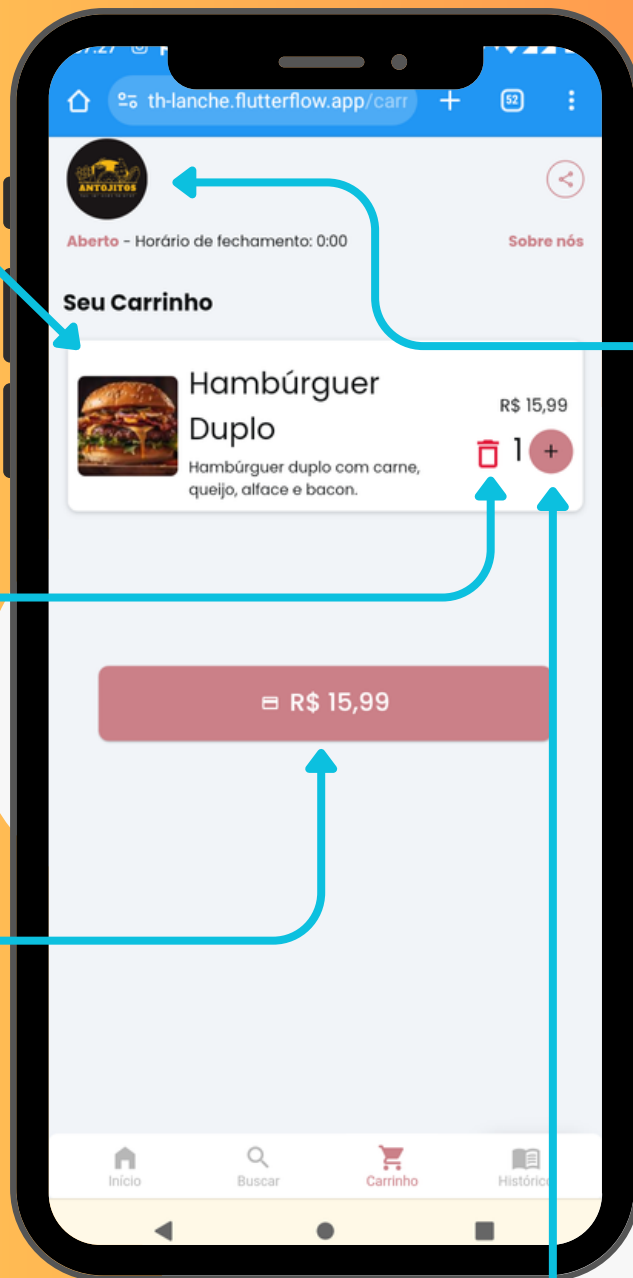 th-lanche.flutterflow.app/carr
52
ANTOJITOS
Aberto - Horário de fechamento: 0:00
Sobre nós
Seu Carrinho
Hambúrguer
Duplo
Hambúrguer duplo com carne,
queijo, alface e bacon.
R$ 15,99
1 +
R$ 15,99
Início
Buscar
Carrinho
Histórico